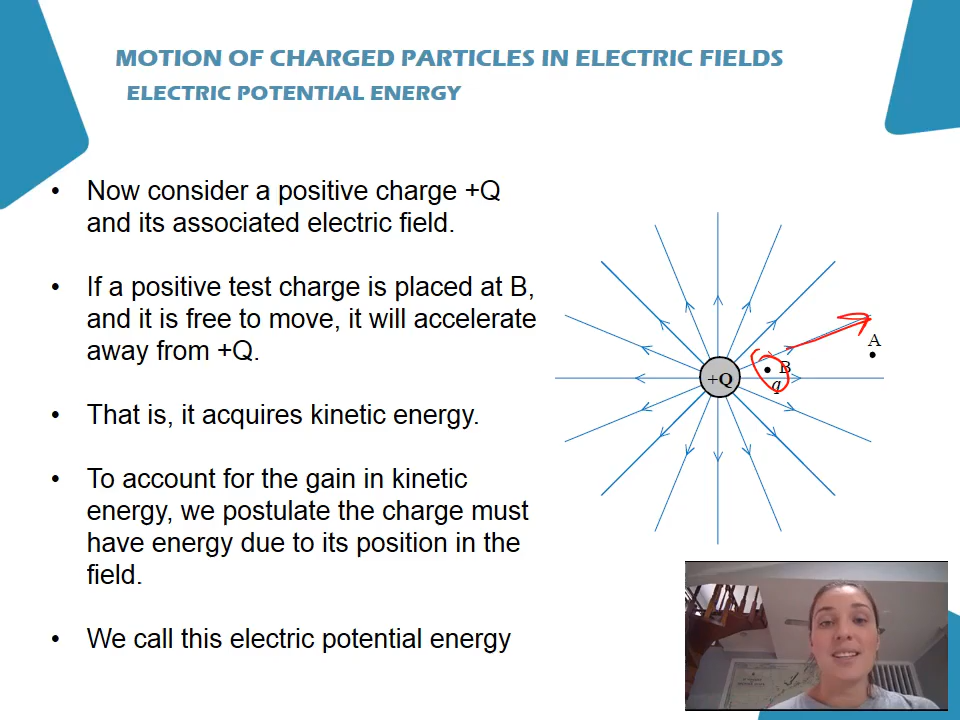 MOTION OF CHARGED PARTICLES IN ELECTRIC FIELDS
ELECTRIC POTENTIAL ENERGY
• Now consider a positive charge +Q
and its associated electric field.
• If a positive test charge is placed at B,
and it is free to move, it will accelerate
away from +Q.
• That is, it acquires kinetic energy.
• To account for the gain in kinetic
energy, we postulate the charge must
have energy due to its position in the
field.
• We call this electric potential energy
A
B
+Q
q